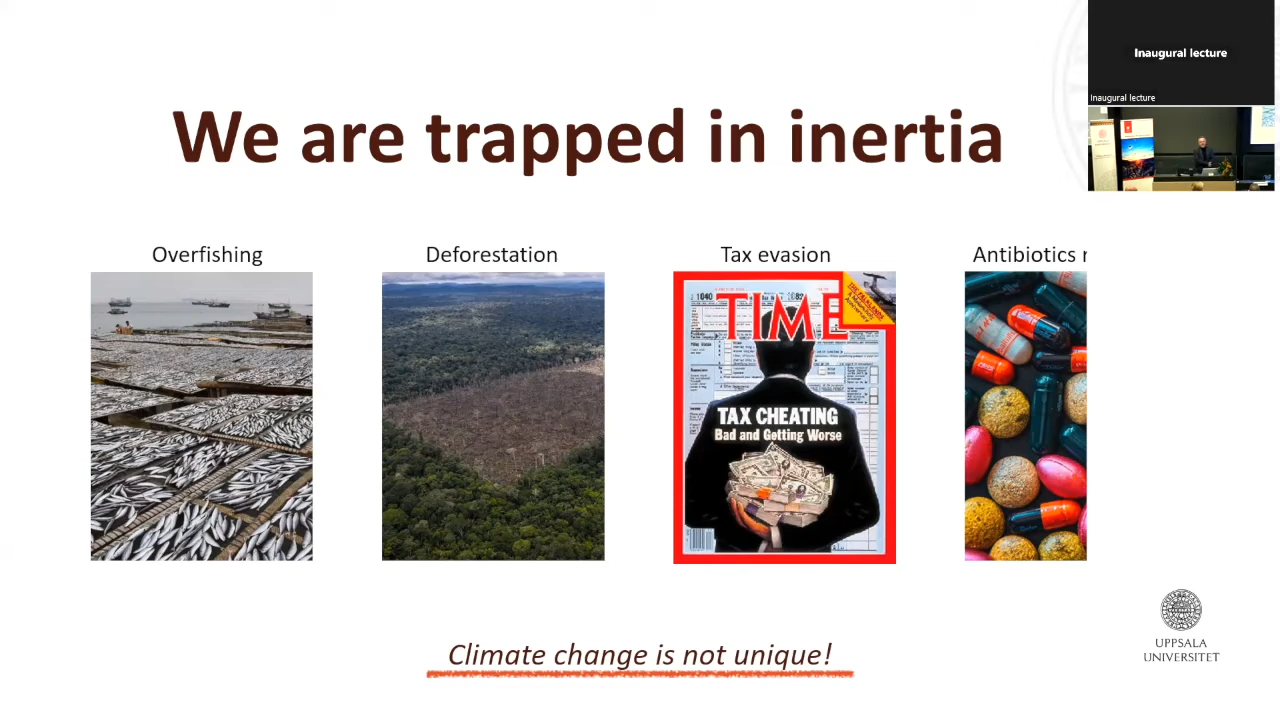 Inaugural lecture
Inaugural lecture
We are trapped in inertia
Overfishing
Deforestation
Tax evasion
Antibiotics r
1040
TIME
TAX CHEATING
Bad and Getting Worse
Climate change is not unique!
UPPSALA
UNIVERSITET